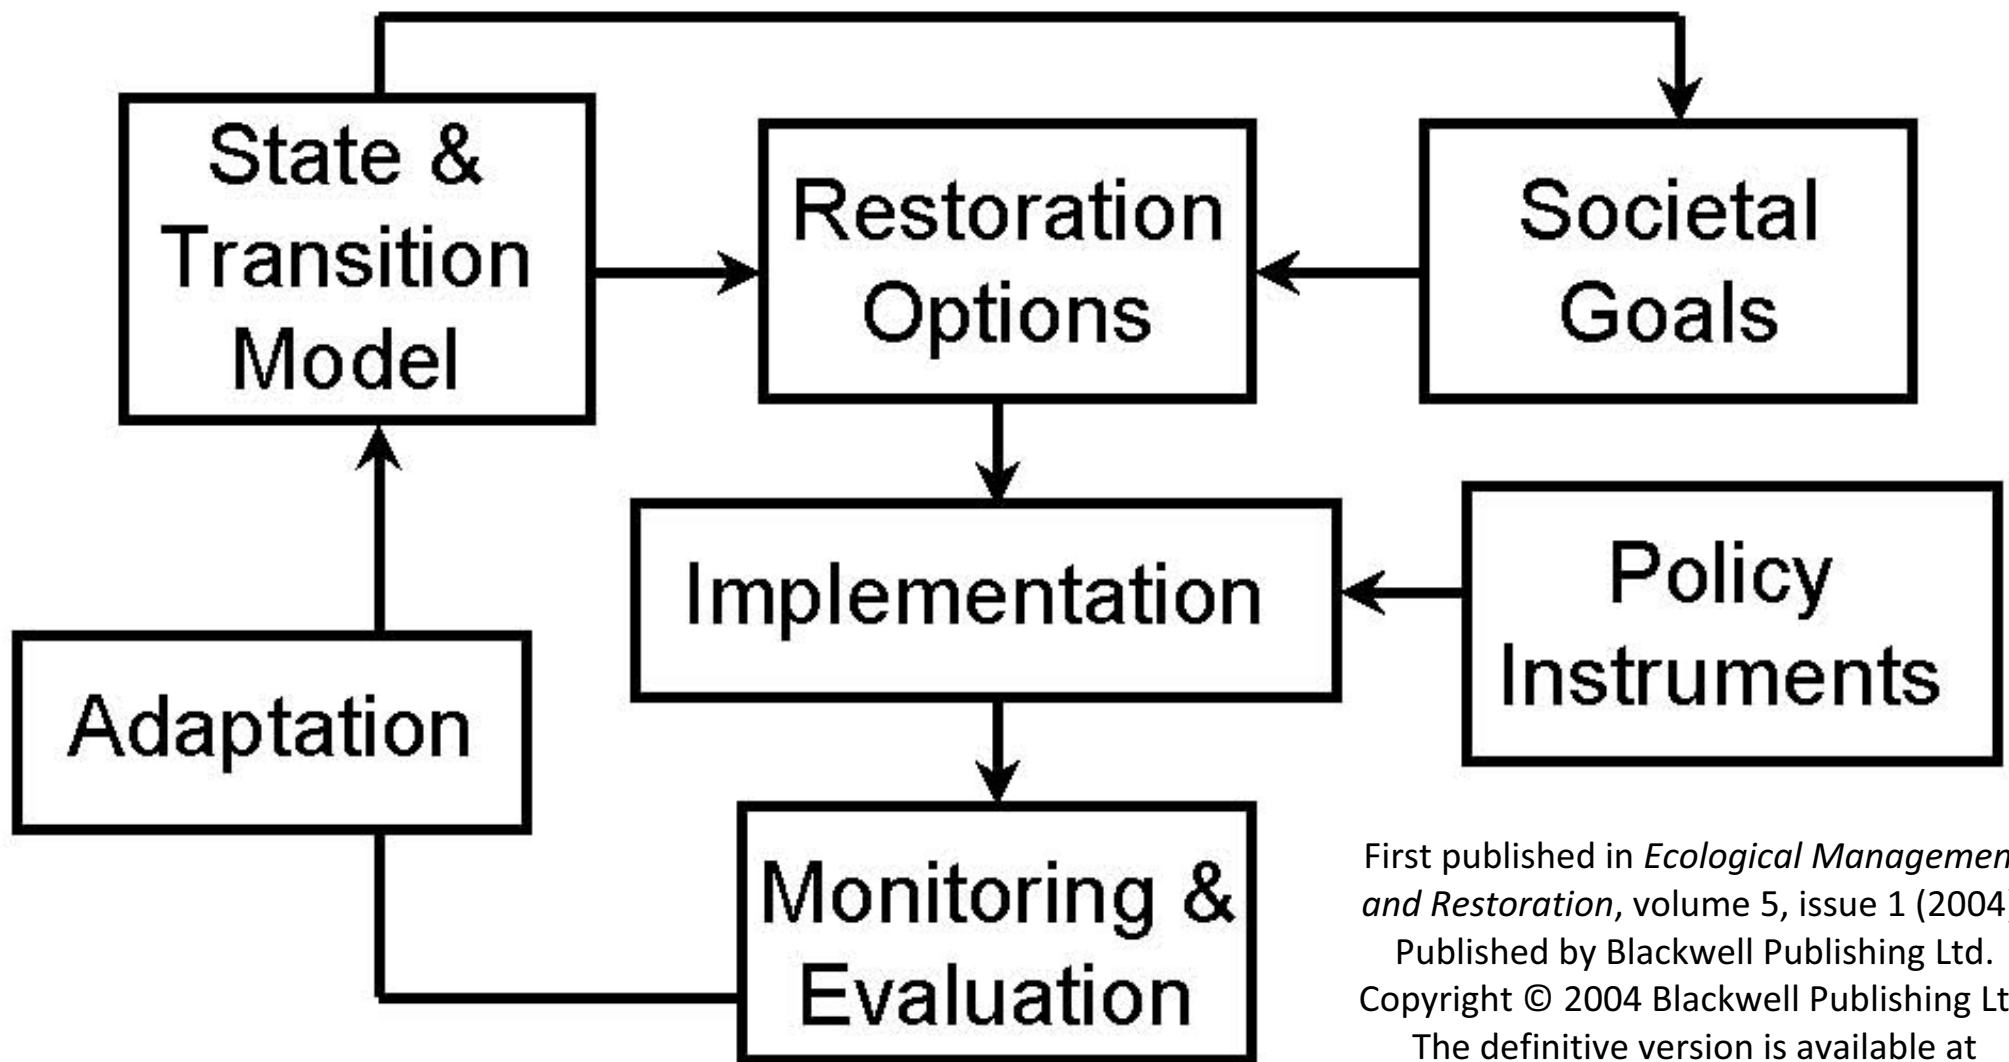 State &
Transition
Model
Restoration
Options
Societal
Goals
Implementation
Policy
Instruments
Adaptation
Monitoring &
Evaluation
First published in Ecological Managemen
and Restoration, volume 5, issue 1 (2004)
Published by Blackwell Publishing Ltd.
Copyright © 2004 Blackwell Publishing Lt
The definitive version is available at